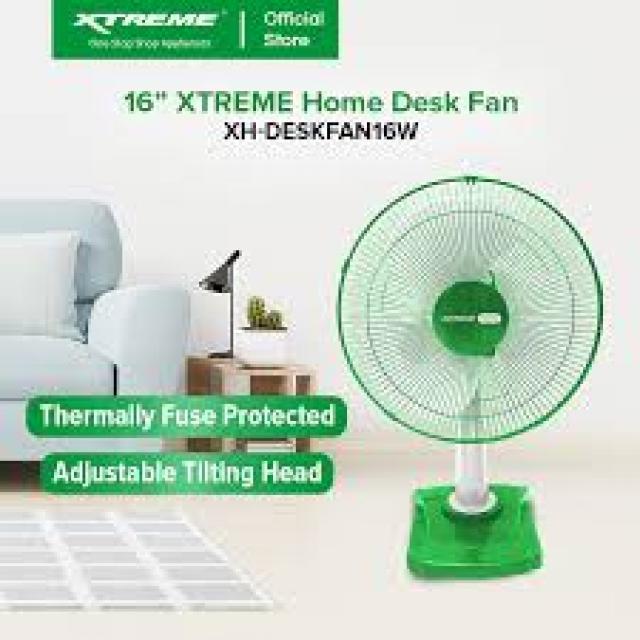 XTREME
One Stop Shop Appliances
Official
Store
16” XTREME Home Desk Fan
XH-DESKFAN16W
XTREME
Thermally Fuse Protected
Adjustable Tilting Head